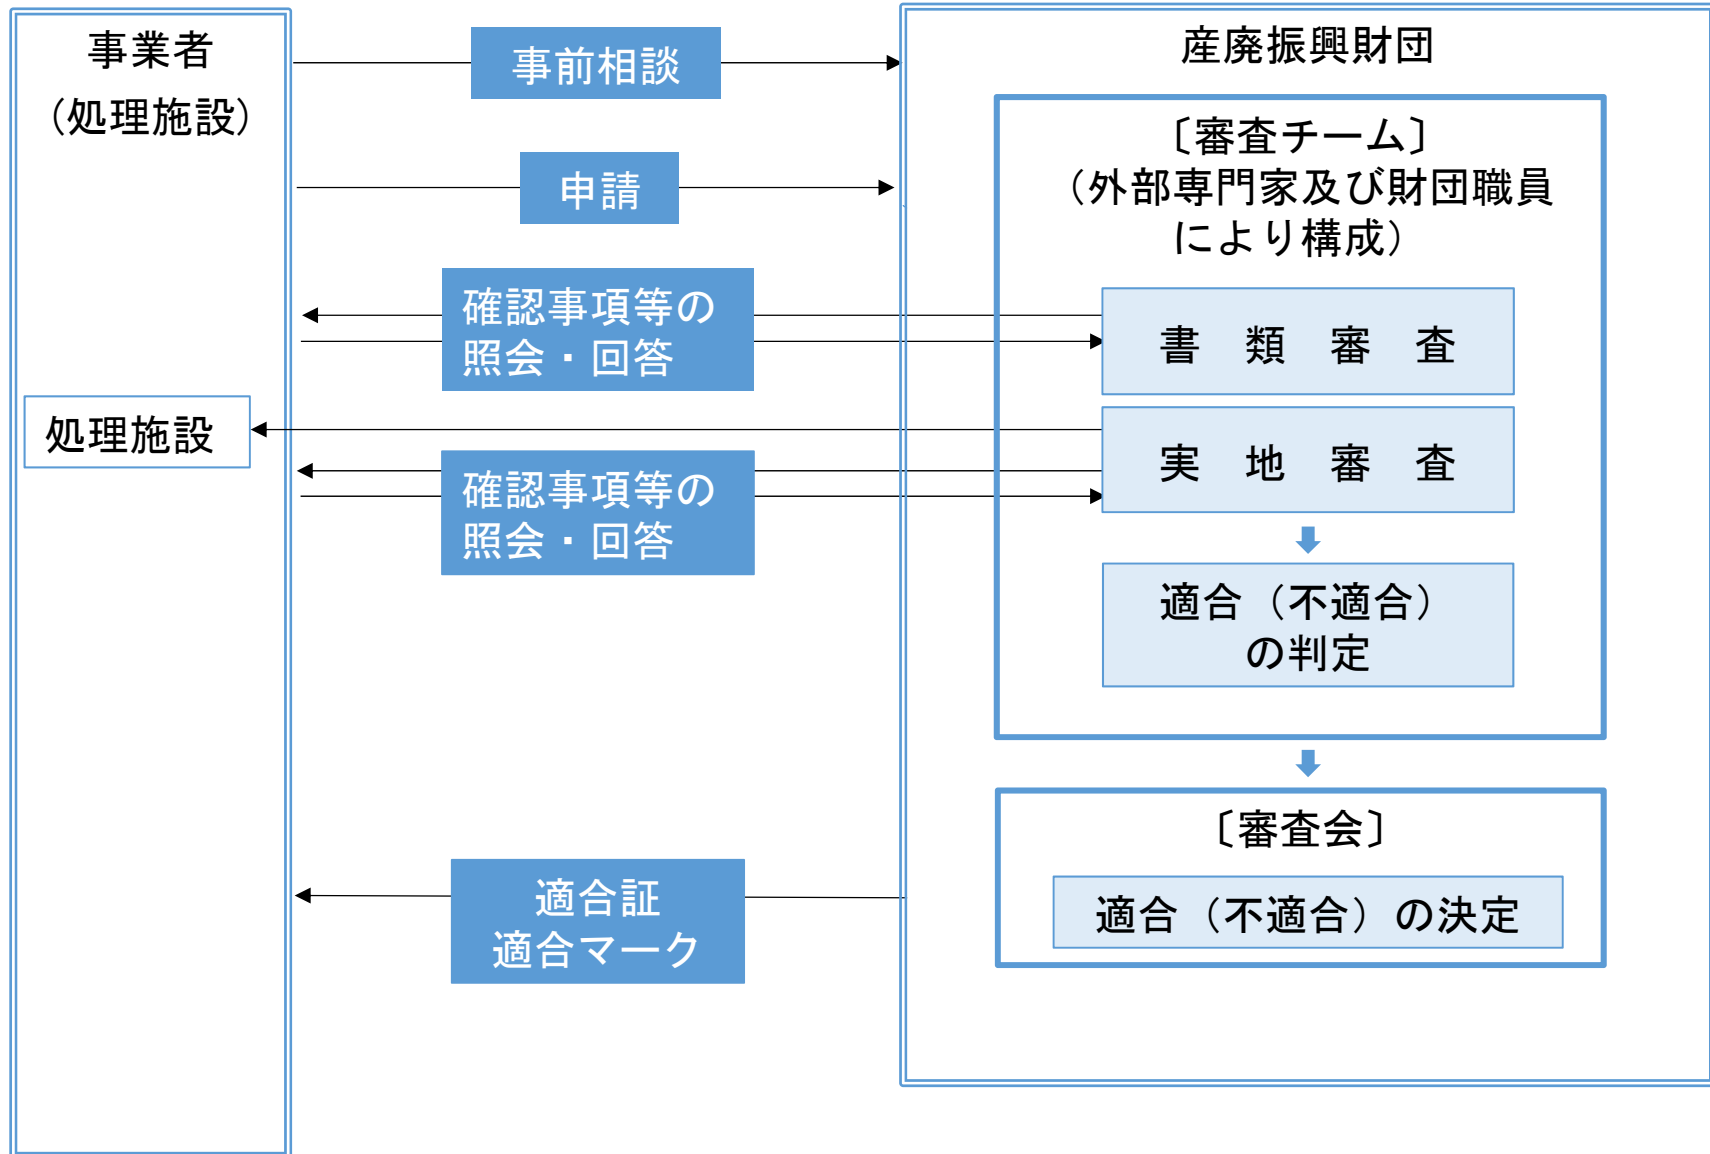 事業者
（処理施設）
事前相談
申請
確認事項等の
照会・回答
処理施設
確認事項等の
照会・回答
適合証
適合マーク
産廃振興財団
〔審査チーム〕
（外部専門家及び財団職員
により構成）
書　類　審　査
実　地　審　査
適合（不適合）
の判定
〔審査会〕
適合（不適合）の決定